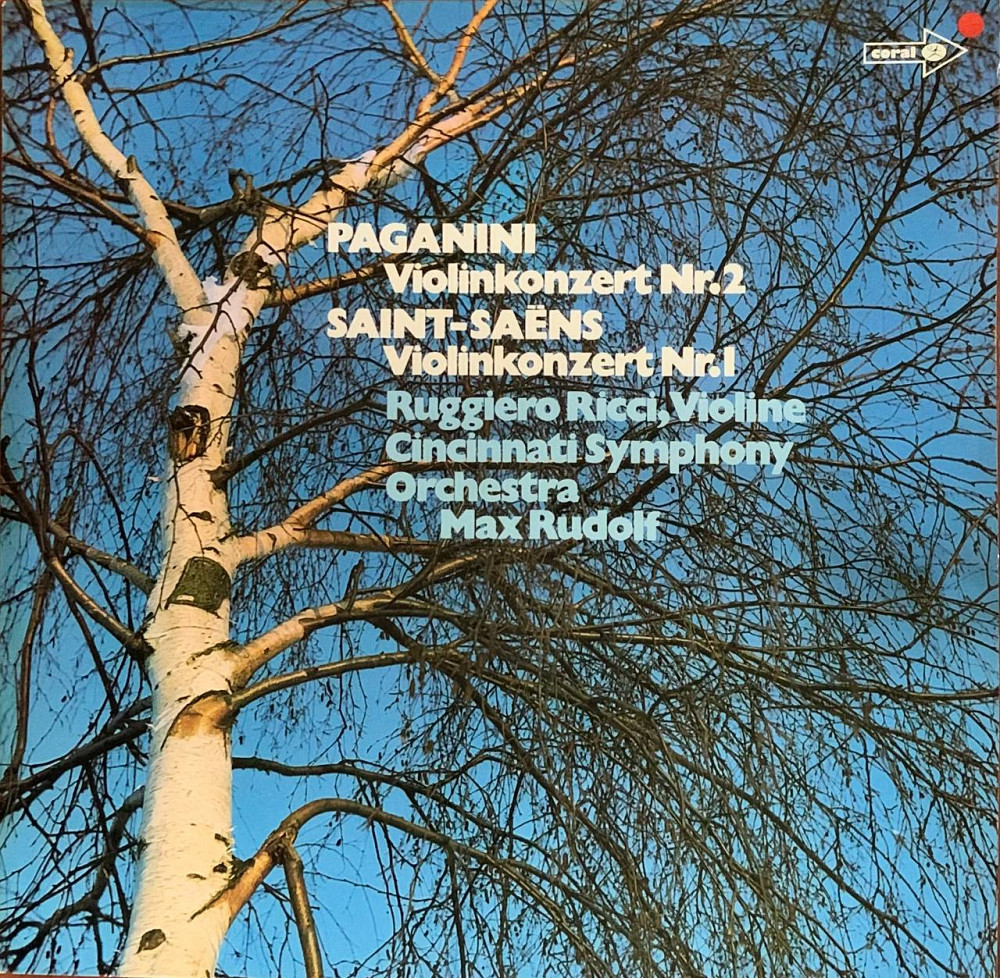 coral
PAGANINI
Violinkonzert Nr.2
SAINT-SAËNS
Violinkonzert Nr.1
Ruggiero Ricci, Violine
Cincinnati Symphony
Orchestra
Max Rudolf